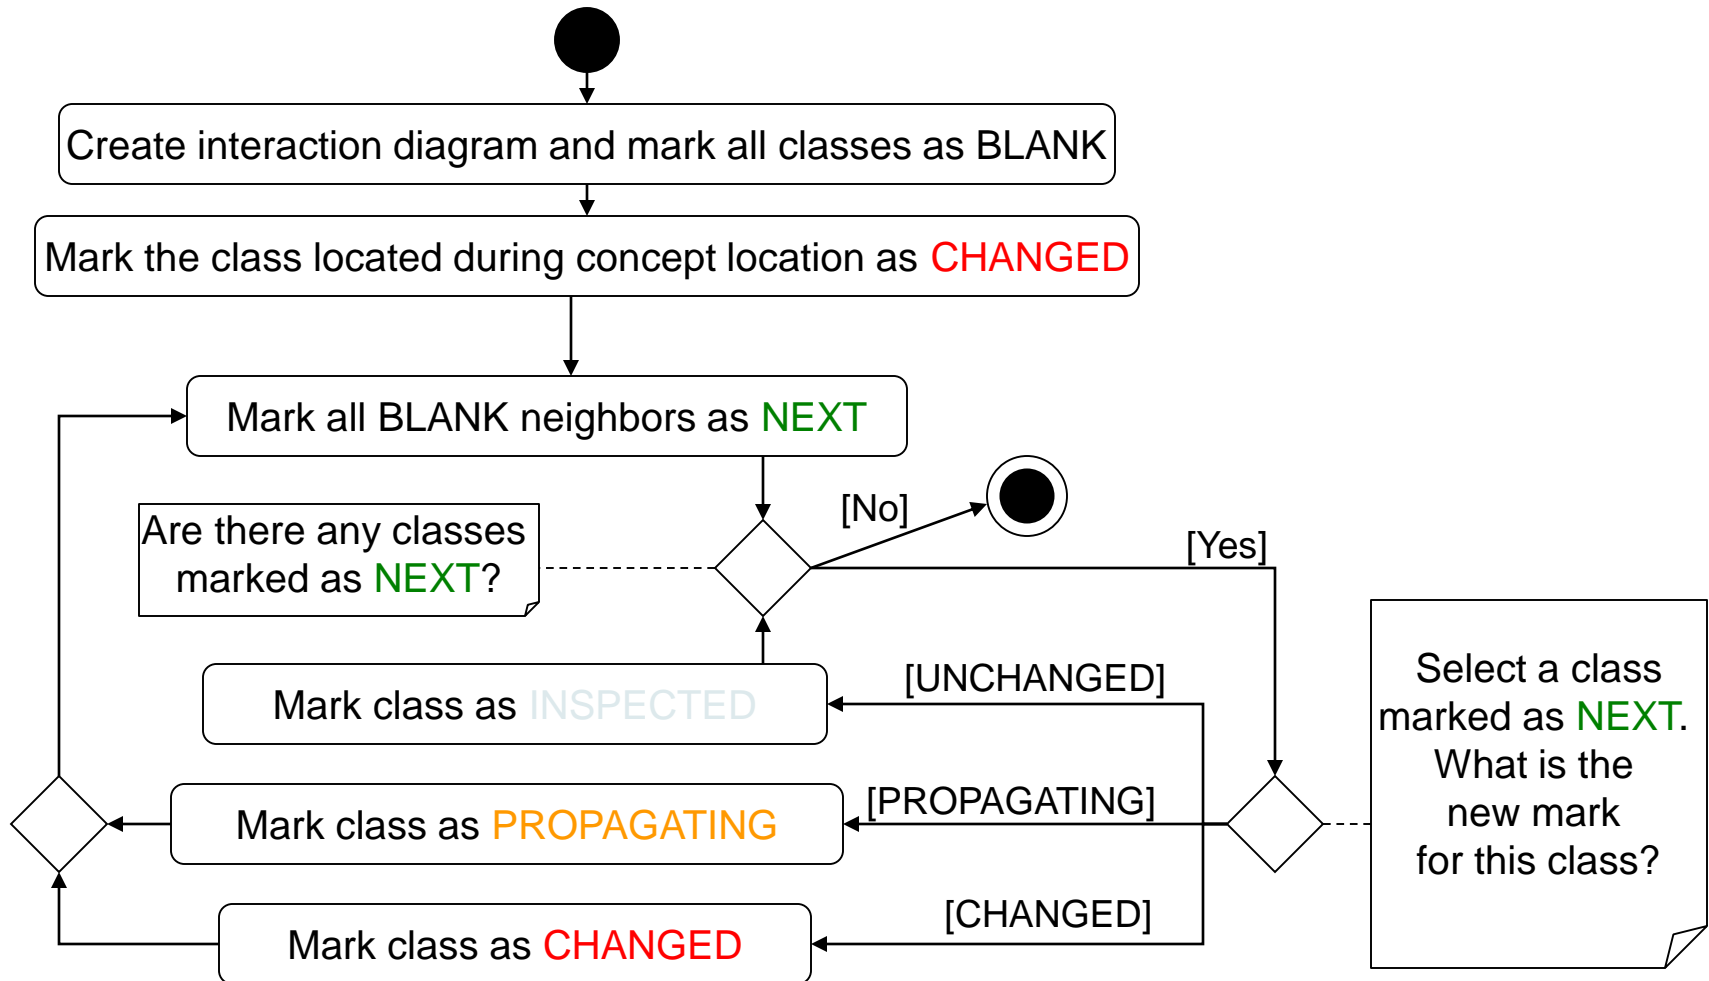 Create interaction diagram and mark all classes as BLANK
Mark the class located during concept location as CHANGED
Mark all BLANK neighbors as NEXT
[No]
Are there any classes
marked as NEXT?
[Yes]
Select a class
marked as NEXT.
What is the
new mark
for this class?
[UNCHANGED]
Mark class as INSPECTED
[PROPAGATING]
Mark class as PROPAGATING
[CHANGED]
Mark class as CHANGED